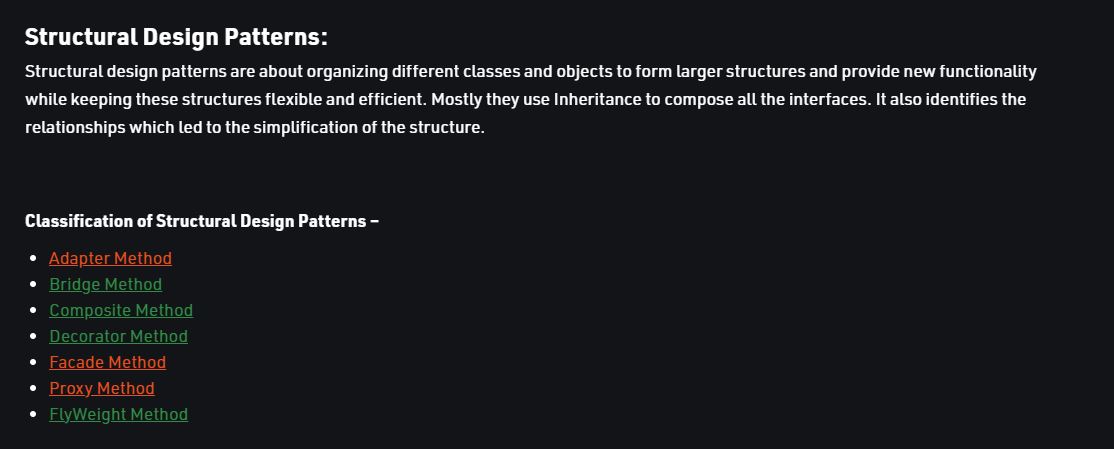 Structural Design Patterns:
Structural design patterns are about organizing different classes and objects to form larger structures and provide new functionality
while keeping these structures flexible and efficient. Mostly they use Inheritance to compose all the interfaces. It also identifies the
relationships which led to the simplification of the structure.
Classification of Structural Design Patterns –
Adapter Method
Bridge Method
Composite Method
Decorator Method
Facade Method
Proxy Method
FlyWeight Method